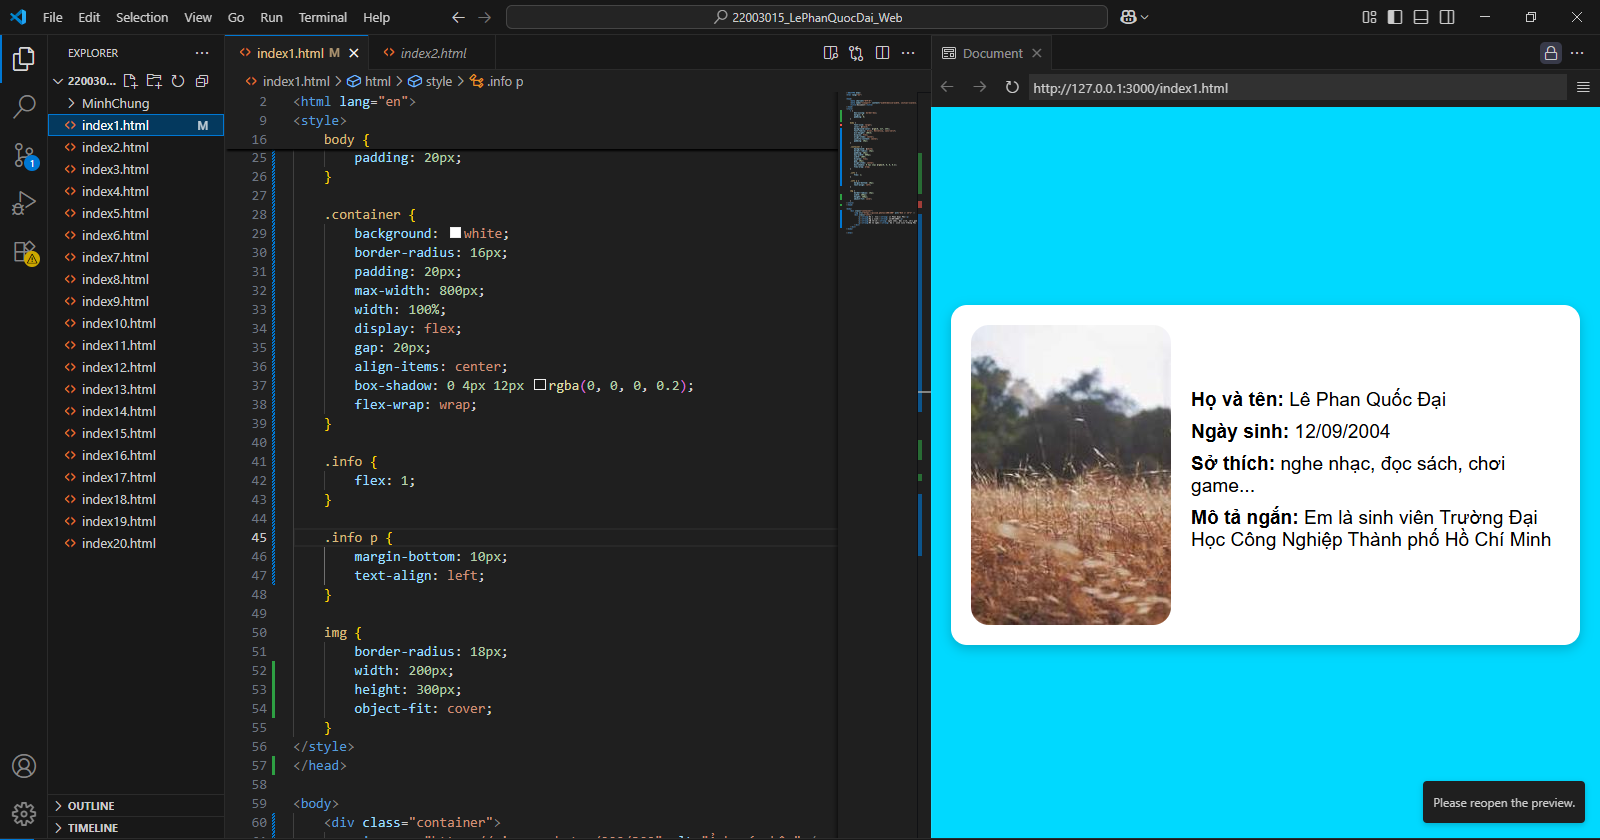 File Edit Selection View Go Run Terminal Help
22003015_LePhanQuocDai_Web
EXPLORER
220030...
MinhChung
index1.html M
index2.html
index3.html
index4.html
index5.html
index6.html
index7.html
index8.html
index9.html
index10.html
index11.html
index12.html
index13.html
index14.html
index15.html
index16.html
index17.html
index18.html
index19.html
index20.html
OUTLINE
TIMELINE
1
index1.html M index2.html
index1.html > html > style > .info p
2 <html lang="en">
9 <style>
16 body {
25 padding: 20px;
26 }
27
28 .container {
29 background: white;
30 border-radius: 16px;
31 padding: 20px;
32 max-width: 800px;
33 width: 100%;
34 display: flex;
35 gap: 20px;
36 align-items: center;
37 box-shadow: 0 4px 12px rgba(0, 0, 0, 0.2);
38 flex-wrap: wrap;
39 }
40
41 .info {
42 flex: 1;
43 }
44
45 .info p {
46 margin-bottom: 10px;
47 text-align: left;
48 }
49
50 img {
51 border-radius: 18px;
52 width: 200px;
53 height: 300px;
54 object-fit: cover;
55 }
56 </style>
57 </head>
58
59 <body>
60 <div class="container">
Document
http://127.0.0.1:3000/index1.html
Họ và tên: Lê Phan Quốc Đại
Ngày sinh: 12/09/2004
Sở thích: nghe nhạc, đọc sách, chơi
game...
Mô tả ngắn: Em là sinh viên Trường Đại
Học Công Nghiệp Thành phố Hồ Chí Minh
Please reopen the preview.